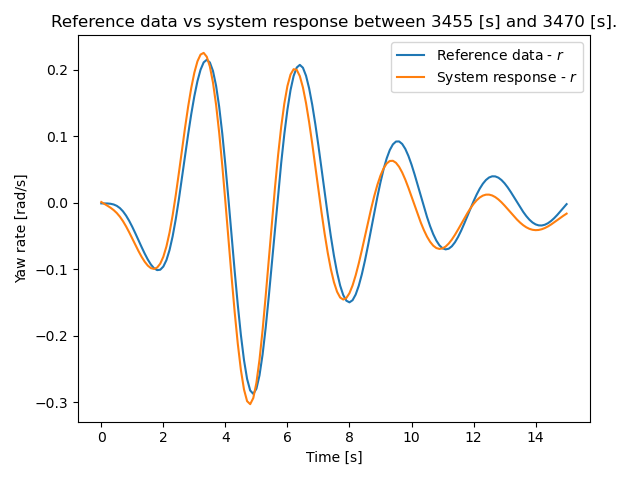 Reference data vs system response between 3455 [s] and 3470 [s].
Reference data - r
System response - r
Yaw rate [rad/s]
0.2
0.1
0.0
−0.1
−0.2
−0.3
0 2 4 6 8 10 12 14
Time [s]